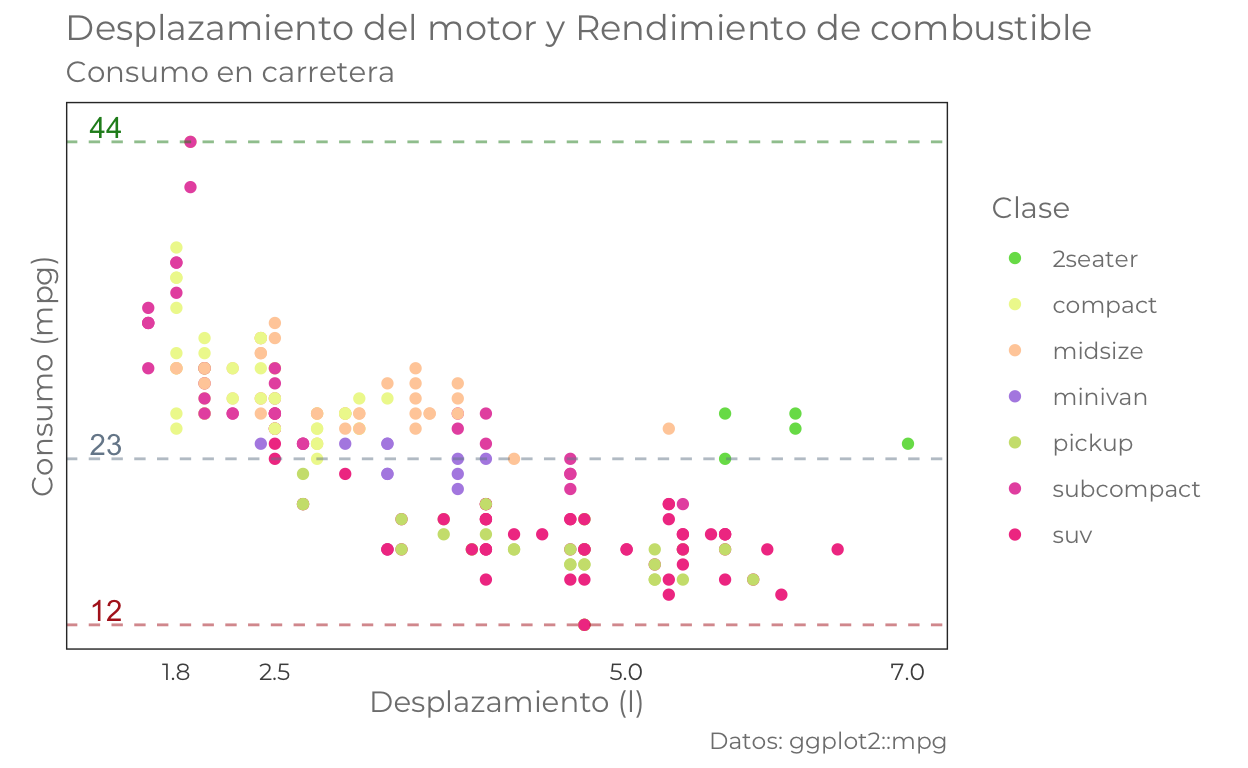 Desplazamiento del motor y Rendimiento de combustible
Consumo en carretera
44
23
12
Consumo (mpg)
1.8 2.5 5.0 7.0
Desplazamiento (l)
Clase
2seater
compact
midsize
minivan
pickup
subcompact
suv
Datos: ggplot2::mpg